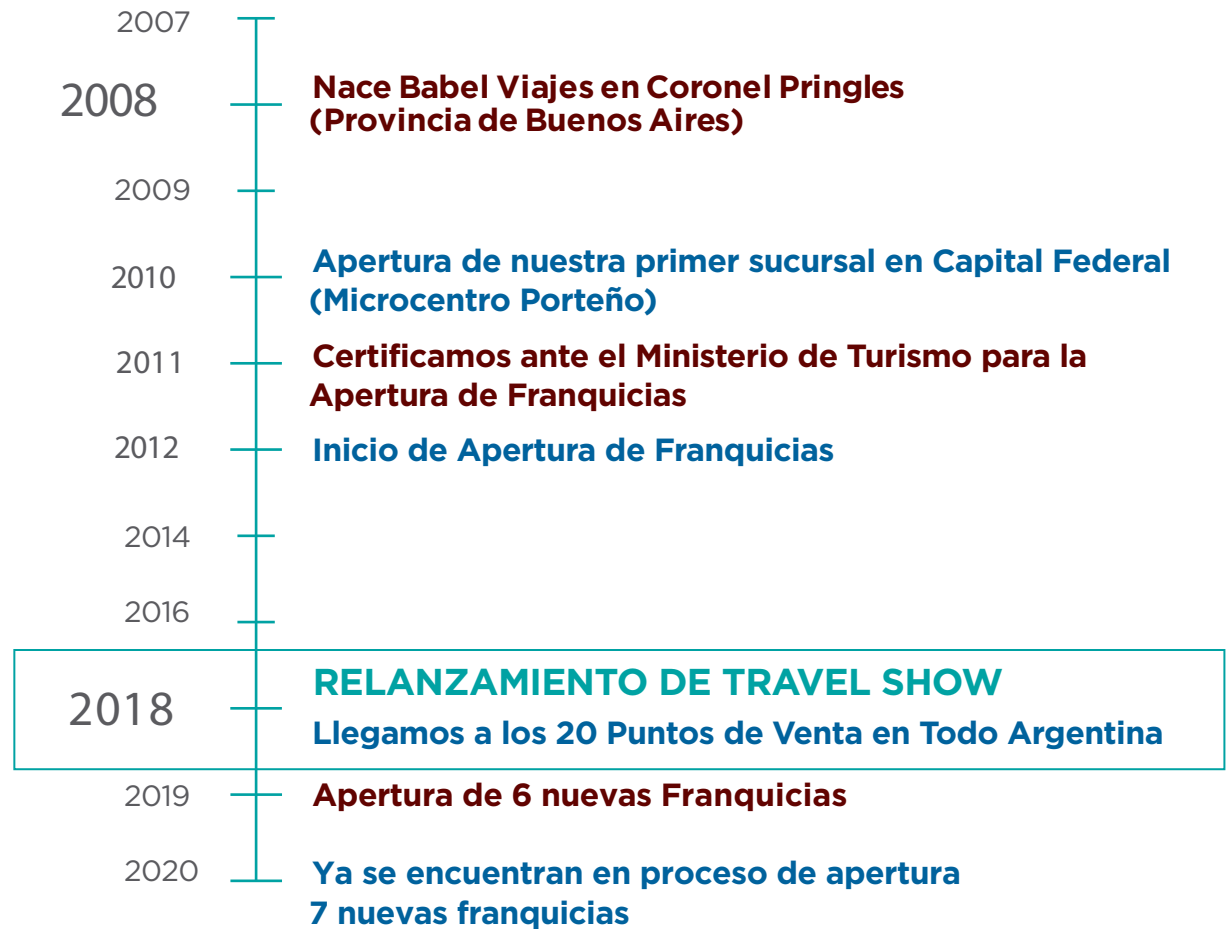 2007
2008
Nace Babel Viajes en Coronel Pringles
(Provincia de Buenos Aires)
2009
2010
Apertura de nuestra primer sucursal en Capital Federal
(Microcentro Porteño)
2011
Certificamos ante el Ministerio de Turismo para la
Apertura de Franquicias
2012
Inicio de Apertura de Franquicias
2014
2016
2018
RELANZAMIENTO DE TRAVEL SHOW
Llegamos a los 20 Puntos de Venta en Todo Argentina
2019
Apertura de 6 nuevas Franquicias
2020
Ya se encuentran en proceso de apertura
7 nuevas franquicias